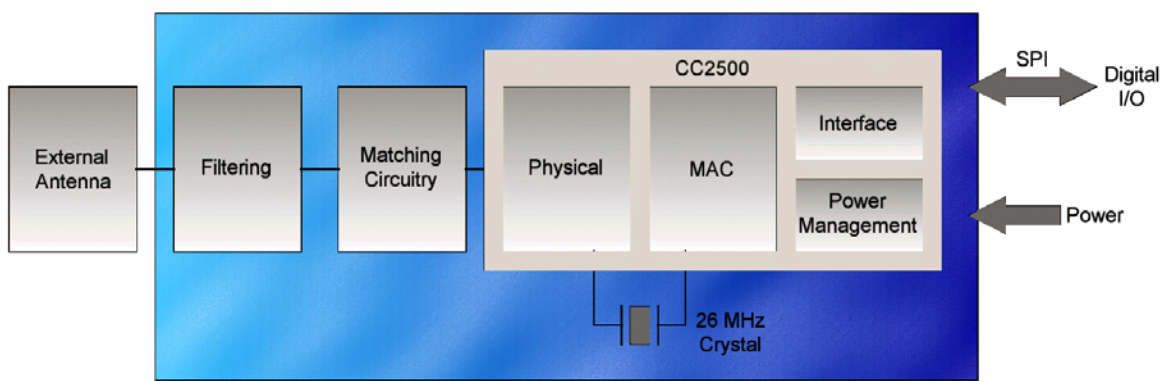 External
Antenna
Filtering
Matching
Circuitry
CC2500
Physical
MAC
Interface
Power
Management
26 MHz
Crystal
SPI
Digital
I/O
Power